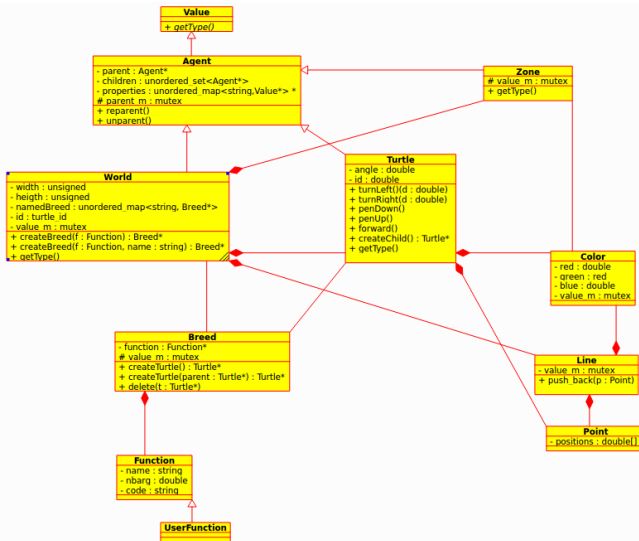 Value
+ getType()
Agent
- parent : Agent*
- children : unordered_set<Agent*>
- properties : unordered_map<string,Value*> *
# parent_m : mutex
+ reparent()
+ unparent()
Zone
# value_m : mutex
+ getType()
World
- width : unsigned
- heigth : unsigned
- namedBreed : unordered_map<string, Breed*>
- id : turtle_id
- value_m : mutex
+ createBreed(f : Function) : Breed*
+ createBreed(f : Function, name : string) : Breed*
+ getType()
Turtle
- angle : double
- id : double
+ turnLeft()(d : double)
+ turnRight(d : double)
+ penDown()
+ penUp()
+ forward()
+ createChild() : Turtle*
+ getType()
Color
- red : double
- green : red
- blue : double
- value_m : mutex
Breed
- function : Function*
# value_m : mutex
+ createTurtle() : Turtle*
+ createTurtle(parent : Turtle*) : Turtle*
+ delete(t : Turtle*)
Line
- value_m : mutex
+ push_back(p : Point)
Point
- positions : double[]
Function
- name : string
- nbarg : double
- code : string
UserFunction